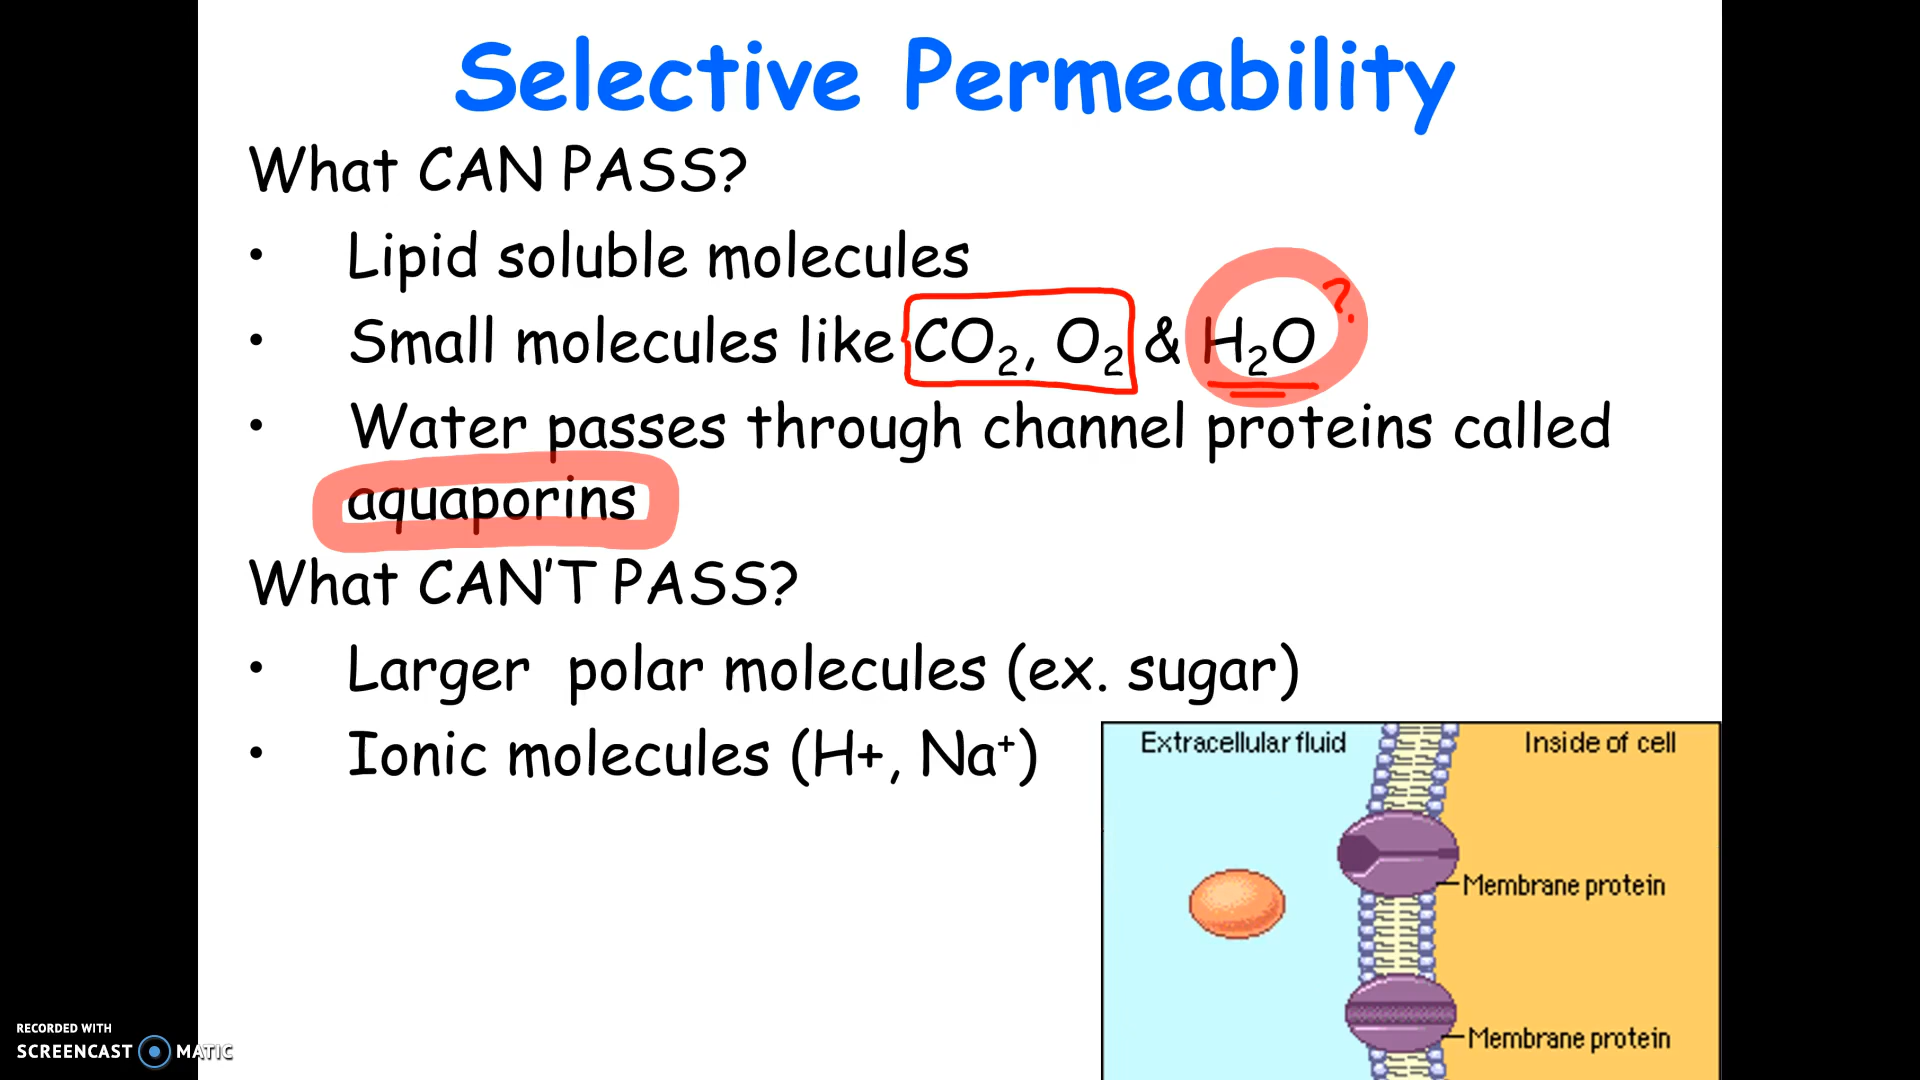 Selective Permeability
What CAN PASS?
• Lipid soluble molecules
• Small molecules like CO₂, O₂ & H₂O ?
• Water passes through channel proteins called
aquaporins
What CAN'T PASS?
• Larger polar molecules (ex. sugar)
• Ionic molecules (H+, Na⁺)
Extracellular fluid
Inside of cell
Membrane protein
Membrane protein
RECORDED WITH
SCREENCAST MATIC